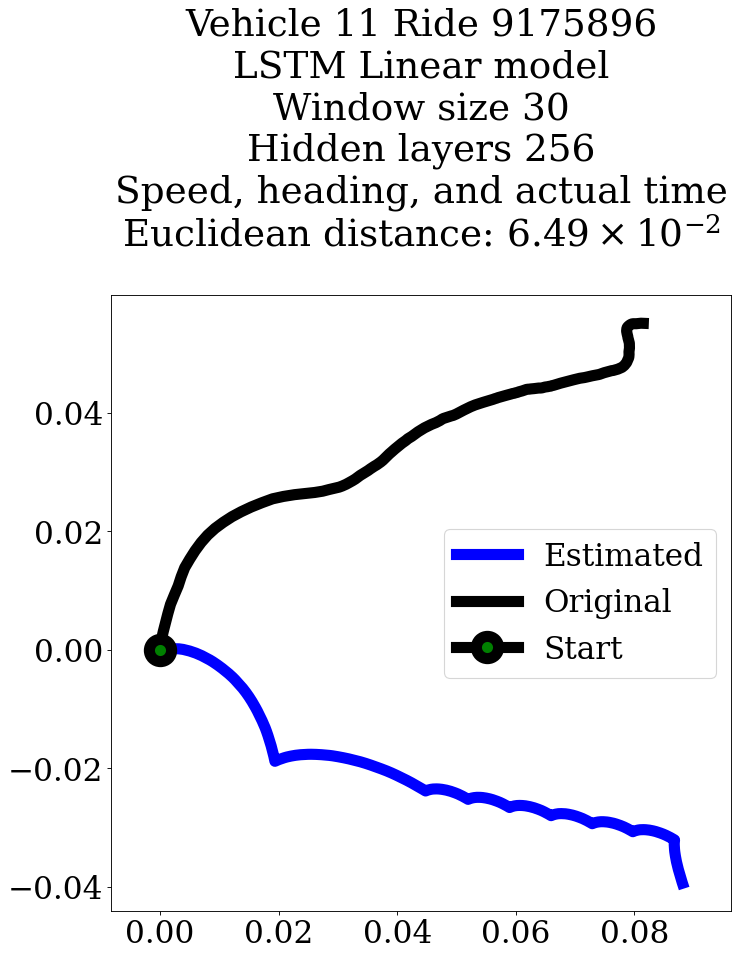 Vehicle 11 Ride 9175896
LSTM Linear model
Window size 30
Hidden layers 256
Speed, heading, and actual time
Euclidean distance: 6.49 × 10⁻²
0.04
0.02
0.00
−0.02
−0.04
Estimated
Original
Start
0.00 0.02 0.04 0.06 0.08